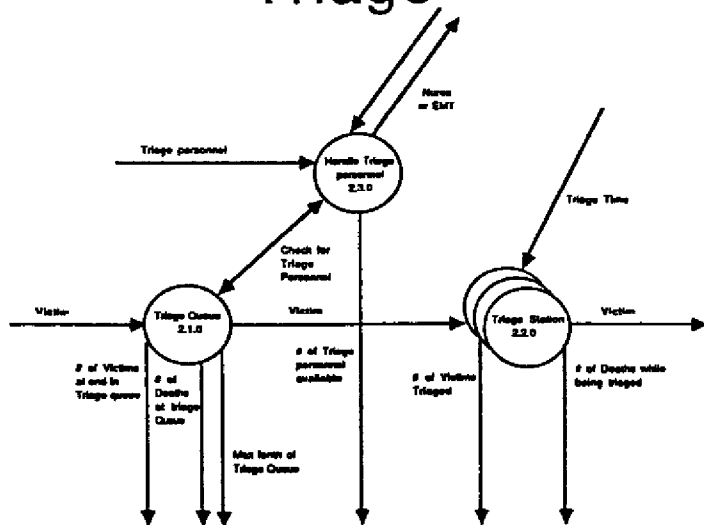 Triage
Nurse
or EMT
Triage personnel
Handle Triage
personnel
2.3.0
Triage Time
Check for
Triage
Personnel
Victim
Triage Queue
2.1.0
Victim
Triage Station
2.2.0
Victim
# of Victims
at end in
Triage queue
# of
Deaths
at triage
Queue
# of Triage
personnel
available
# of Victims
Triaged
# of Deaths while
being triaged
Max
of
Triage Queue